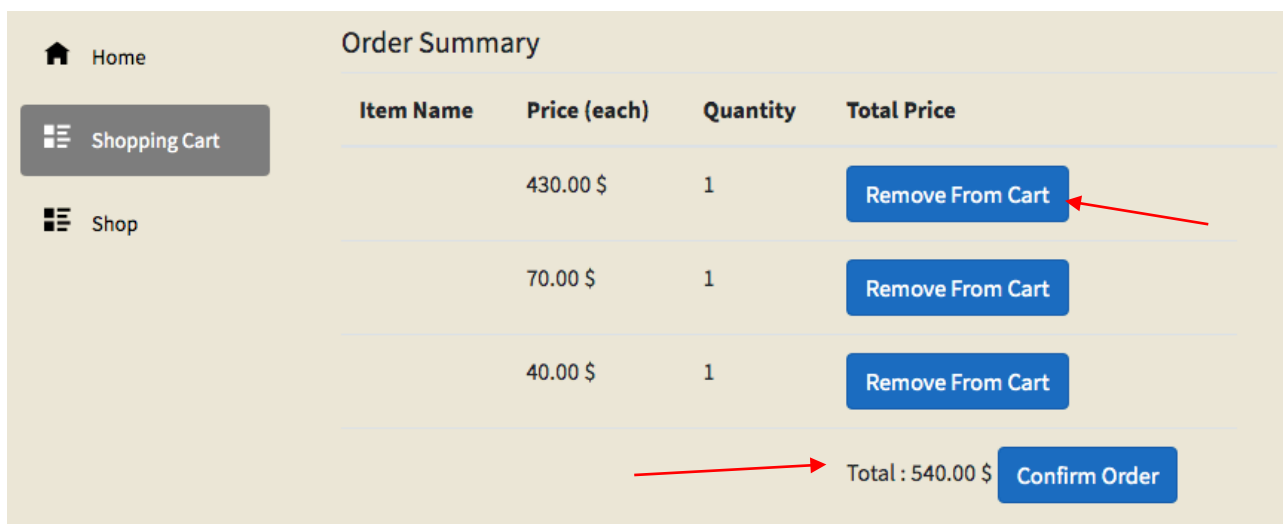 Home
Shopping Cart
Shop
Order Summary
Item Name Price (each) Quantity Total Price
430.00 $ 1 Remove From Cart
70.00 $ 1 Remove From Cart
40.00 $ 1 Remove From Cart
Total : 540.00 $ Confirm Order